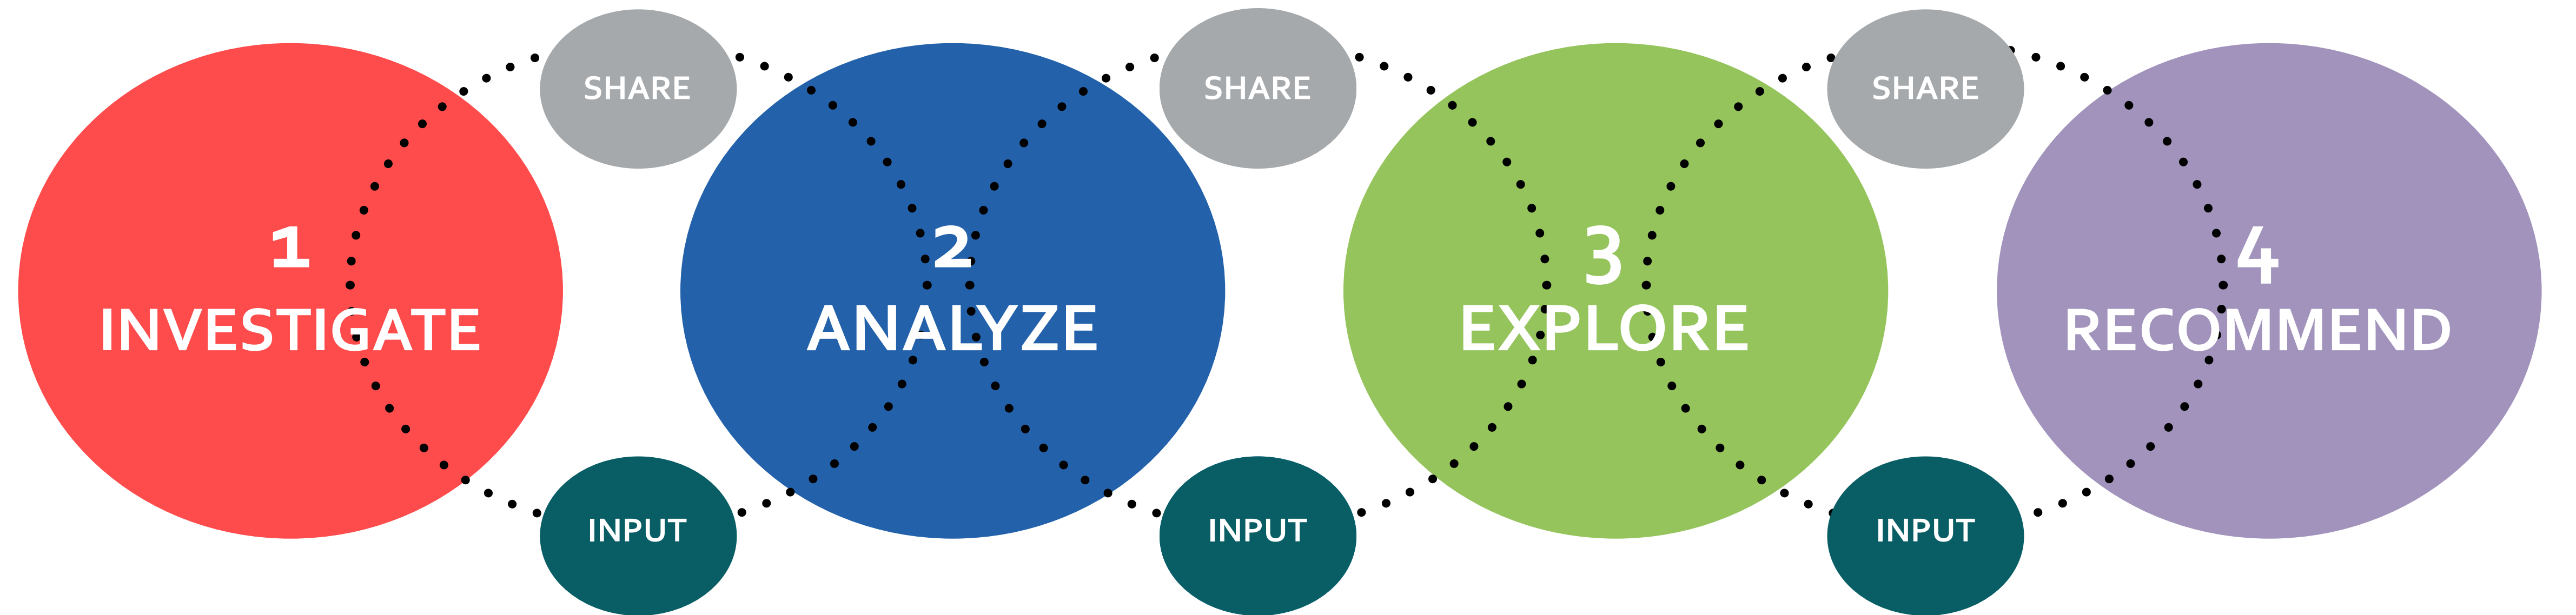 SHARE
SHARE
SHARE
1
INVESTIGATE
2
ANALYZE
3
EXPLORE
4
RECOMMEND
INPUT
INPUT
INPUT